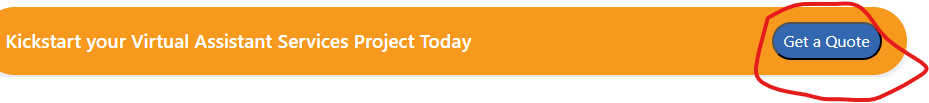 Kickstart your Virtual Assistant Services Project Today
Get a Quote